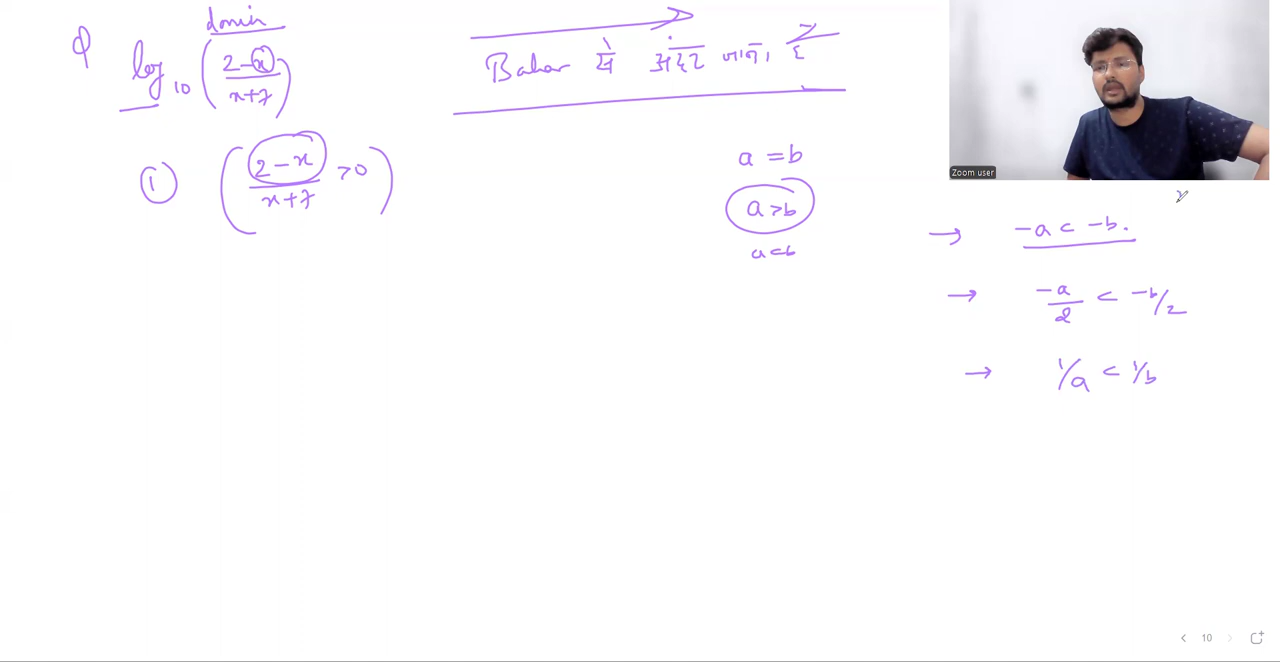 domain
Q log₁₀ ((2-x)/(x+7))
Bahar से अंदर जाना है
① ((2-x)/(x+7) >0)
a = b
a > b
a < b
→ -a < -b.
→ -a/2 < -b/2
→ 1/a < 1/b
Zoom user
10